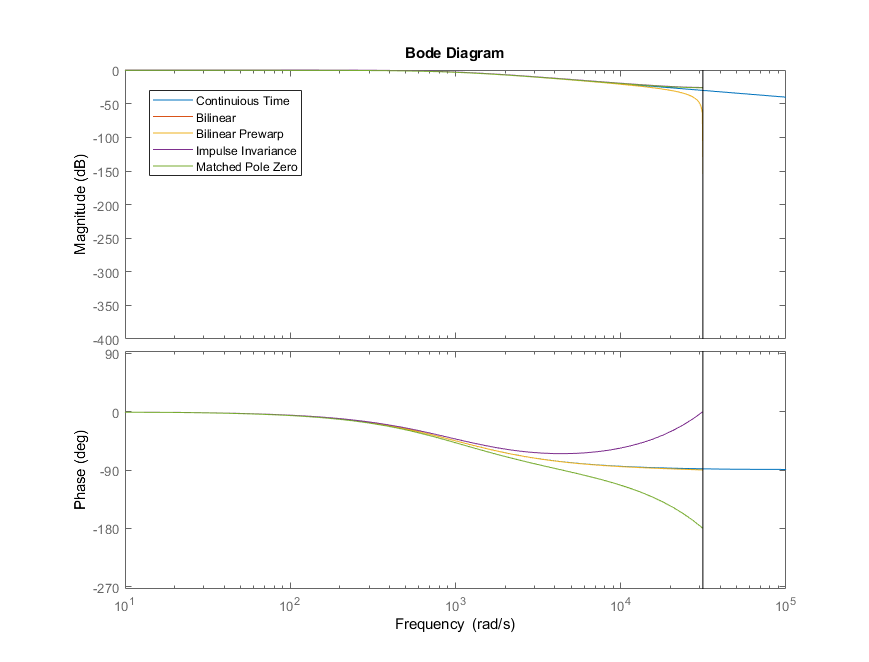 Bode Diagram
Magnitude (dB)
0
-50
-100
-150
-200
-250
-300
-350
-400
Continuious Time
Bilinear
Bilinear Prewarp
Impulse Invariance
Matched Pole Zero
Phase (deg)
90
0
-90
-180
-270
10^1 10^2 10^3 10^4 10^5
Frequency (rad/s)